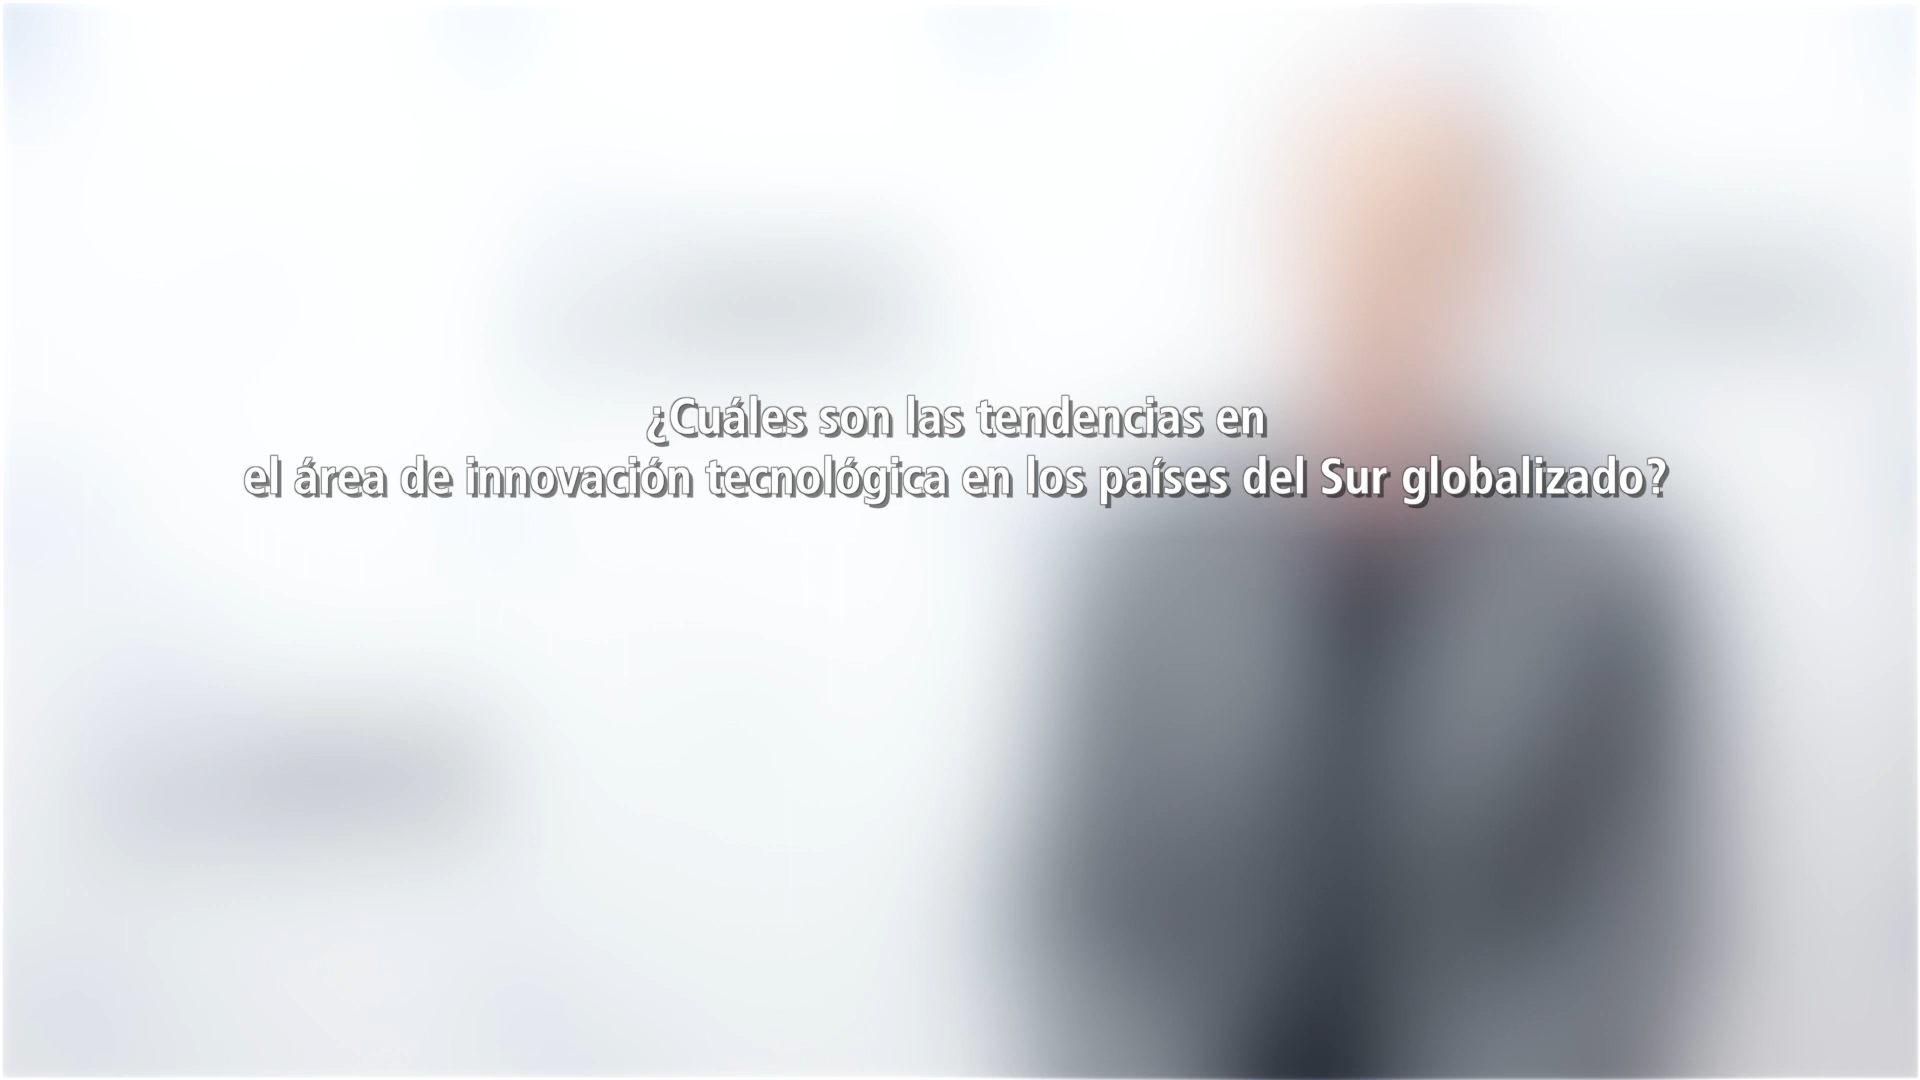 ¿Cuáles son las tendencias en
el área de innovación tecnológica en los países del Sur globalizado?